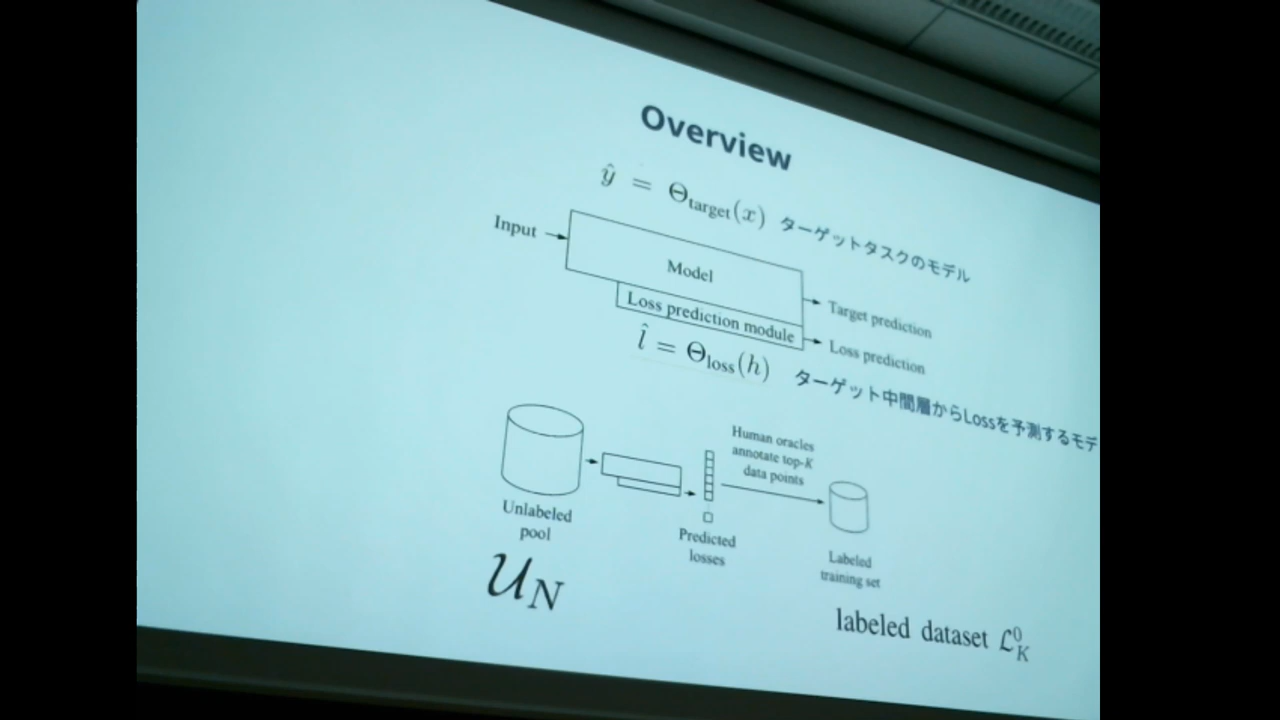 Overview
ŷ = Θtarget(x) ターゲットタスクのモデル
Input
Model
Target prediction
Loss prediction module
Loss prediction
l̂ = Θloss(h) ターゲット中間層からLossを予測するモデ
Human oracles
annotate top-K
data points
Unlabeled
pool
Predicted
losses
Labeled
training set
𝒰N
labeled dataset ℒ⁰K